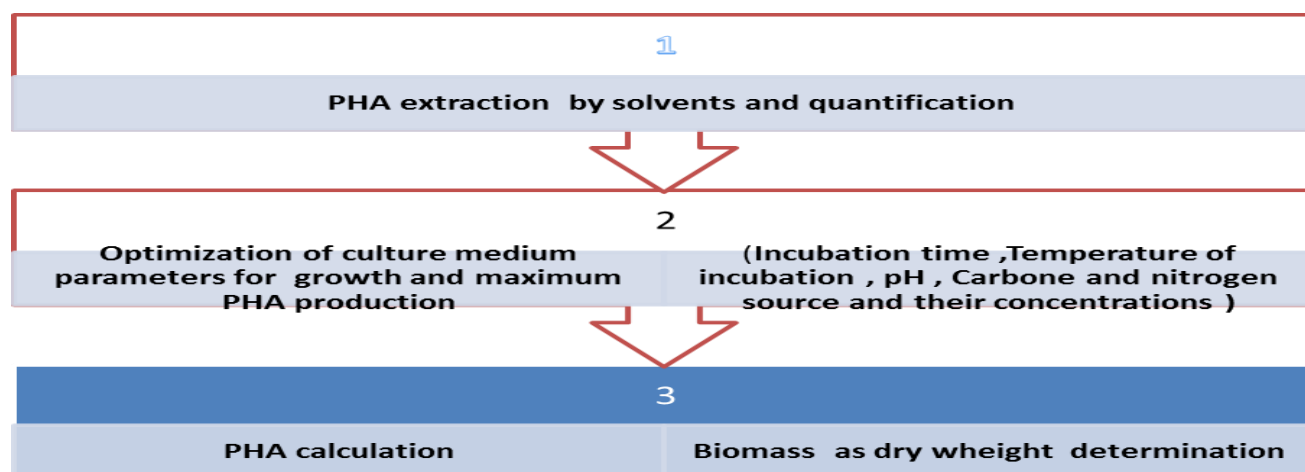 1
PHA extraction by solvents and quantification
2
Optimization of culture medium
parameters for growth and maximum
PHA production
(Incubation time ,Temperature of
incubation , pH , Carbone and nitrogen
source and their concentrations )
3
PHA calculation
Biomass as dry wheight determination